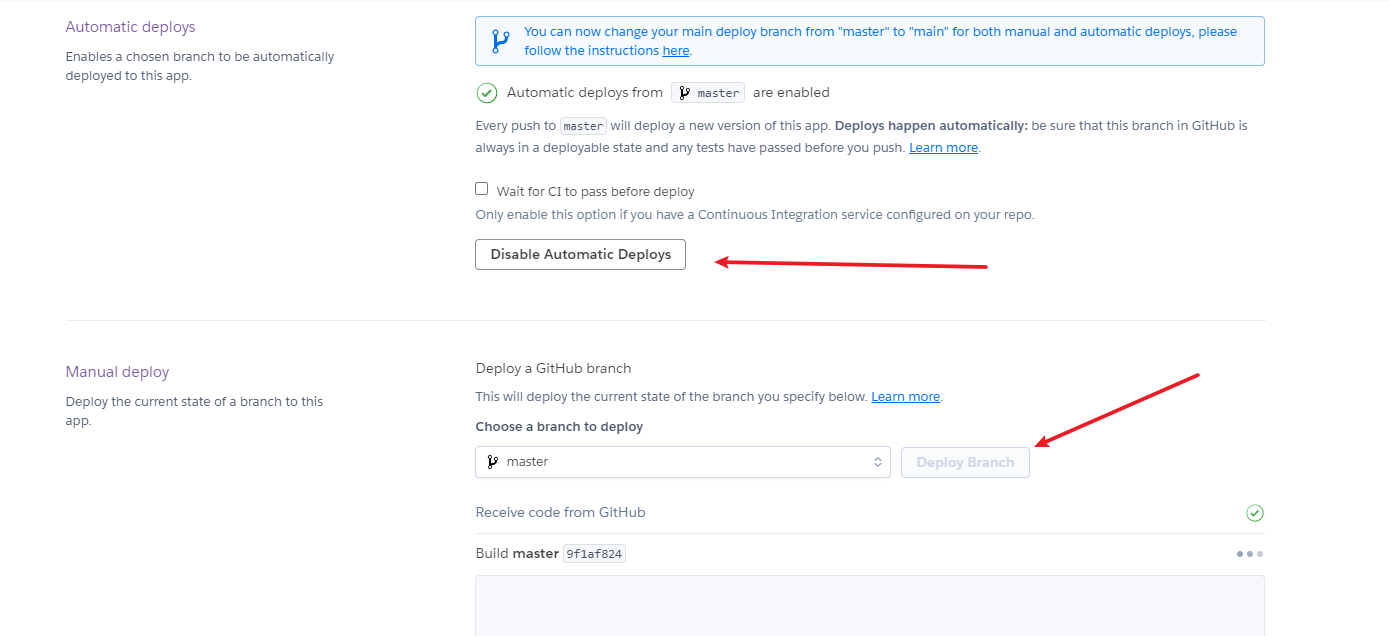 Automatic deploys
Enables a chosen branch to be automatically
deployed to this app.
You can now change your main deploy branch from "master" to "main" for both manual and automatic deploys, please
follow the instructions here.
Automatic deploys from master are enabled
Every push to master will deploy a new version of this app. Deploys happen automatically: be sure that this branch in GitHub is
always in a deployable state and any tests have passed before you push. Learn more.
Wait for CI to pass before deploy
Only enable this option if you have a Continuous Integration service configured on your repo.
Disable Automatic Deploys
Manual deploy
Deploy the current state of a branch to this
app.
Deploy a GitHub branch
This will deploy the current state of the branch you specify below. Learn more.
Choose a branch to deploy
master
Deploy Branch
Receive code from GitHub
Build master 9f1af824